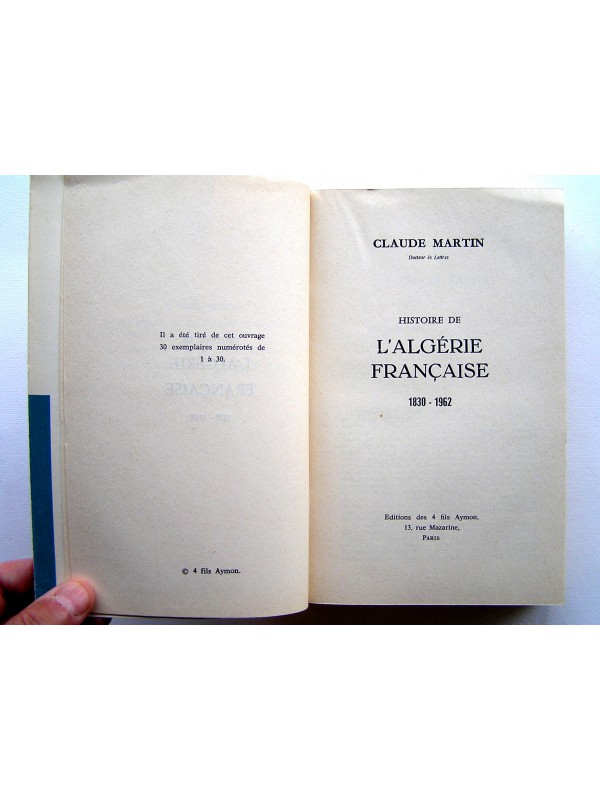 Il a été tiré de cet ouvrage
30 exemplaires numérotés de
1 à 30.
© 4 fils Aymon.
CLAUDE MARTIN
Docteur ès Lettres
HISTOIRE DE
L'ALGÉRIE
FRANÇAISE
1830 - 1962
Editions des 4 fils Aymon,
13, rue Mazarine,
PARIS